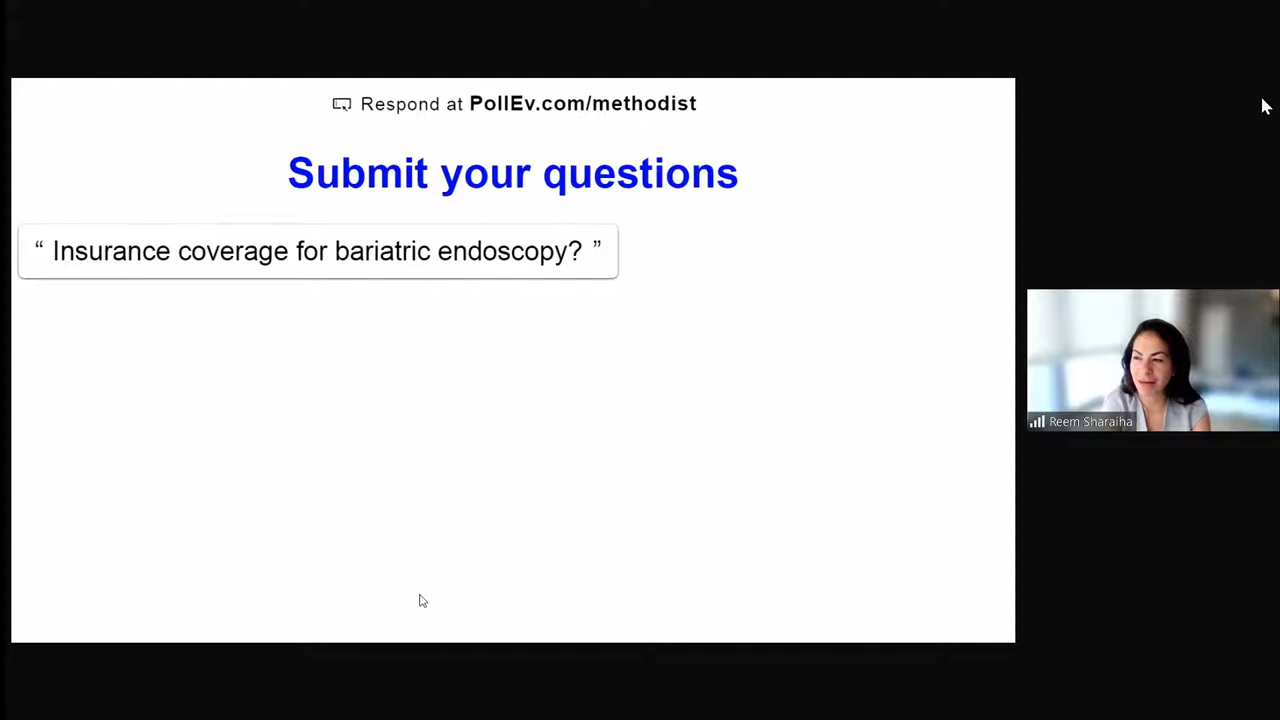 Respond at PollEv.com/methodist
Submit your questions
“ Insurance coverage for bariatric endoscopy? ”
Reem Sharaiha